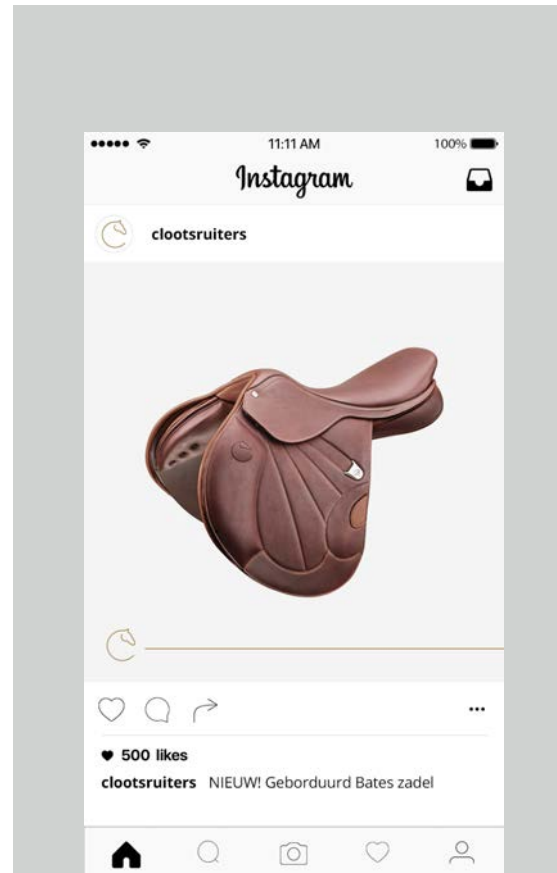 11:11 AM 100%
Instagram
clootsruiters
500 likes
clootsruiters NIEUW! Geborduurd Bates zadel